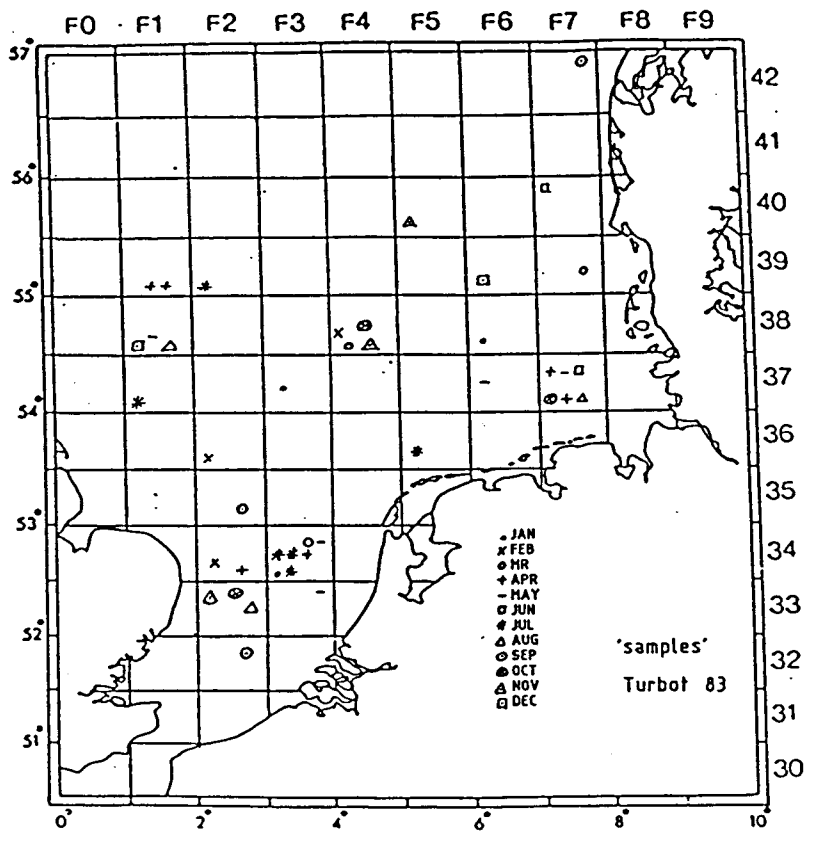 F0 F1 F2 F3 F4 F5 F6 F7 F8 F9
57°
42
41
56°
40
39
55°
38
37
54°
36
35
53°
34
33
52°
32
31
51°
30
JAN
FEB
MR
APR
MAY
JUN
JUL
AUG
SEP
OCT
NOV
DEC
'samples'
Turbot 83
0° 2° 4° 6° 8° 10°